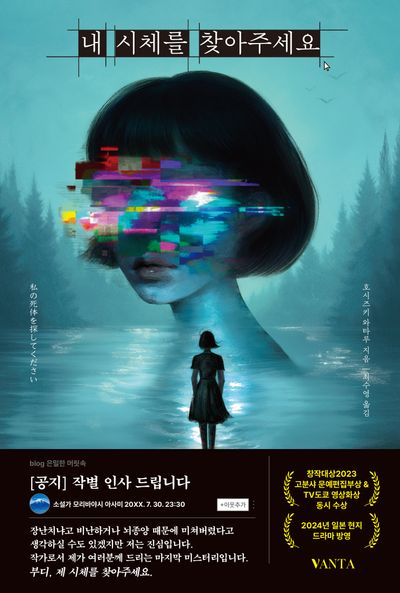 내 시체를 찾아주세요
私の死体を探してください
호시즈키 와타루 지음 ― 최수영 옮김
blog 은밀한 머릿속
[공지] 작별 인사 드립니다
소설가 모리바야시 아사미 20XX. 7. 30. 23:30
+이웃추가
장난치냐고 비난하거나 뇌종양 때문에 미쳐버렸다고
생각하실 수도 있겠지만 저는 진심입니다.
작가로서 제가 여러분께 드리는 마지막 미스터리입니다.
부디, 제 시체를 찾아주세요.
창작대상2023
고분샤 문예편집부상 &
TV도쿄 영상화상
동시 수상
2024년 일본 현지
드라마 방영
VANTA